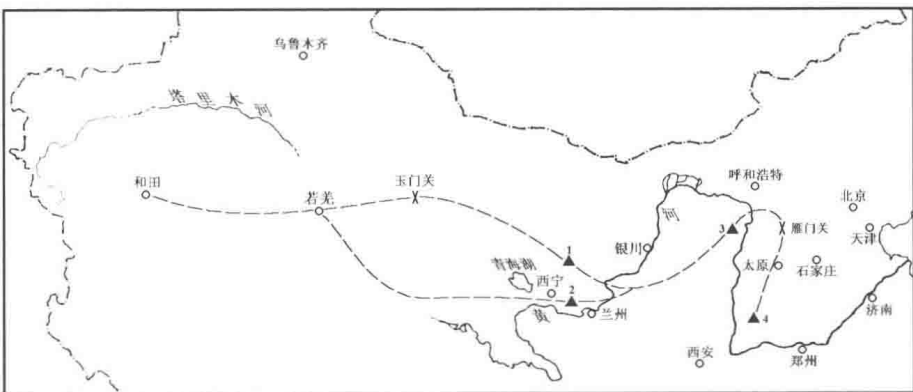 乌鲁木齐
塔里木河
和田
若羌
玉门关
1
青海湖
西宁
2
黄
兰州
银川
河
呼和浩特
3
雁门关
北京
天津
太原
石家庄
4
济南
西安
郑州